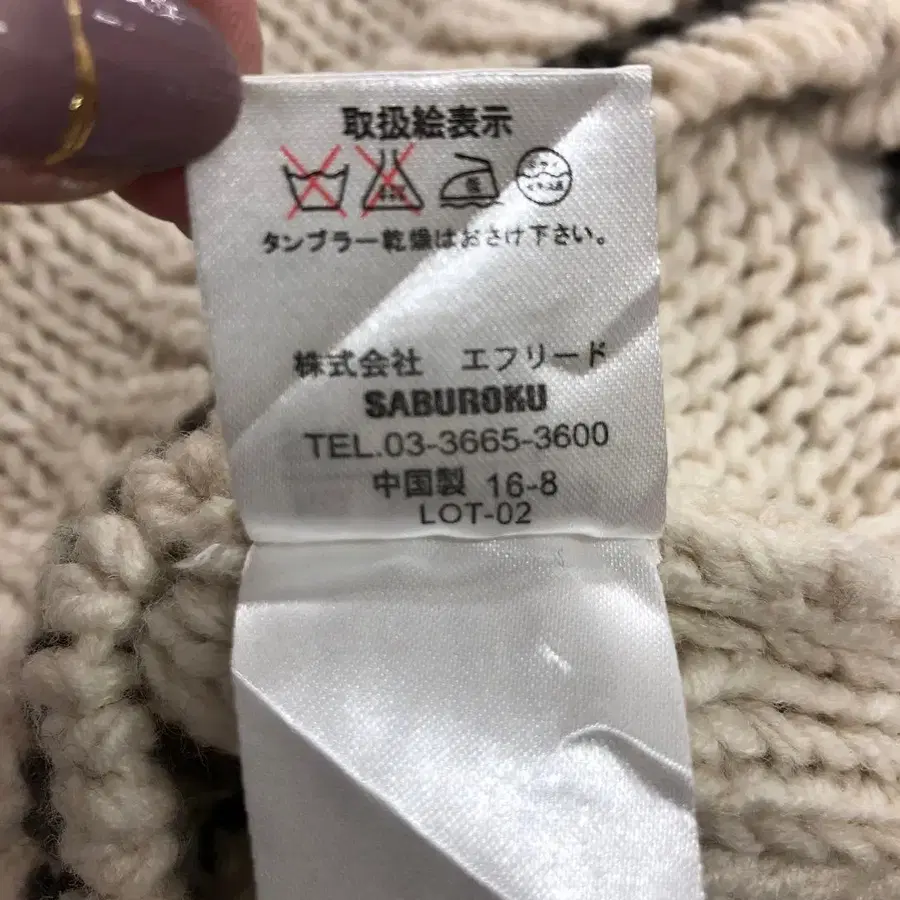 取扱絵表示
タンブラー乾燥はおさけ下さい。
株式会社 エフリード
SABUROKU
TEL.03-3665-3600
中国製 16-8
LOT-02